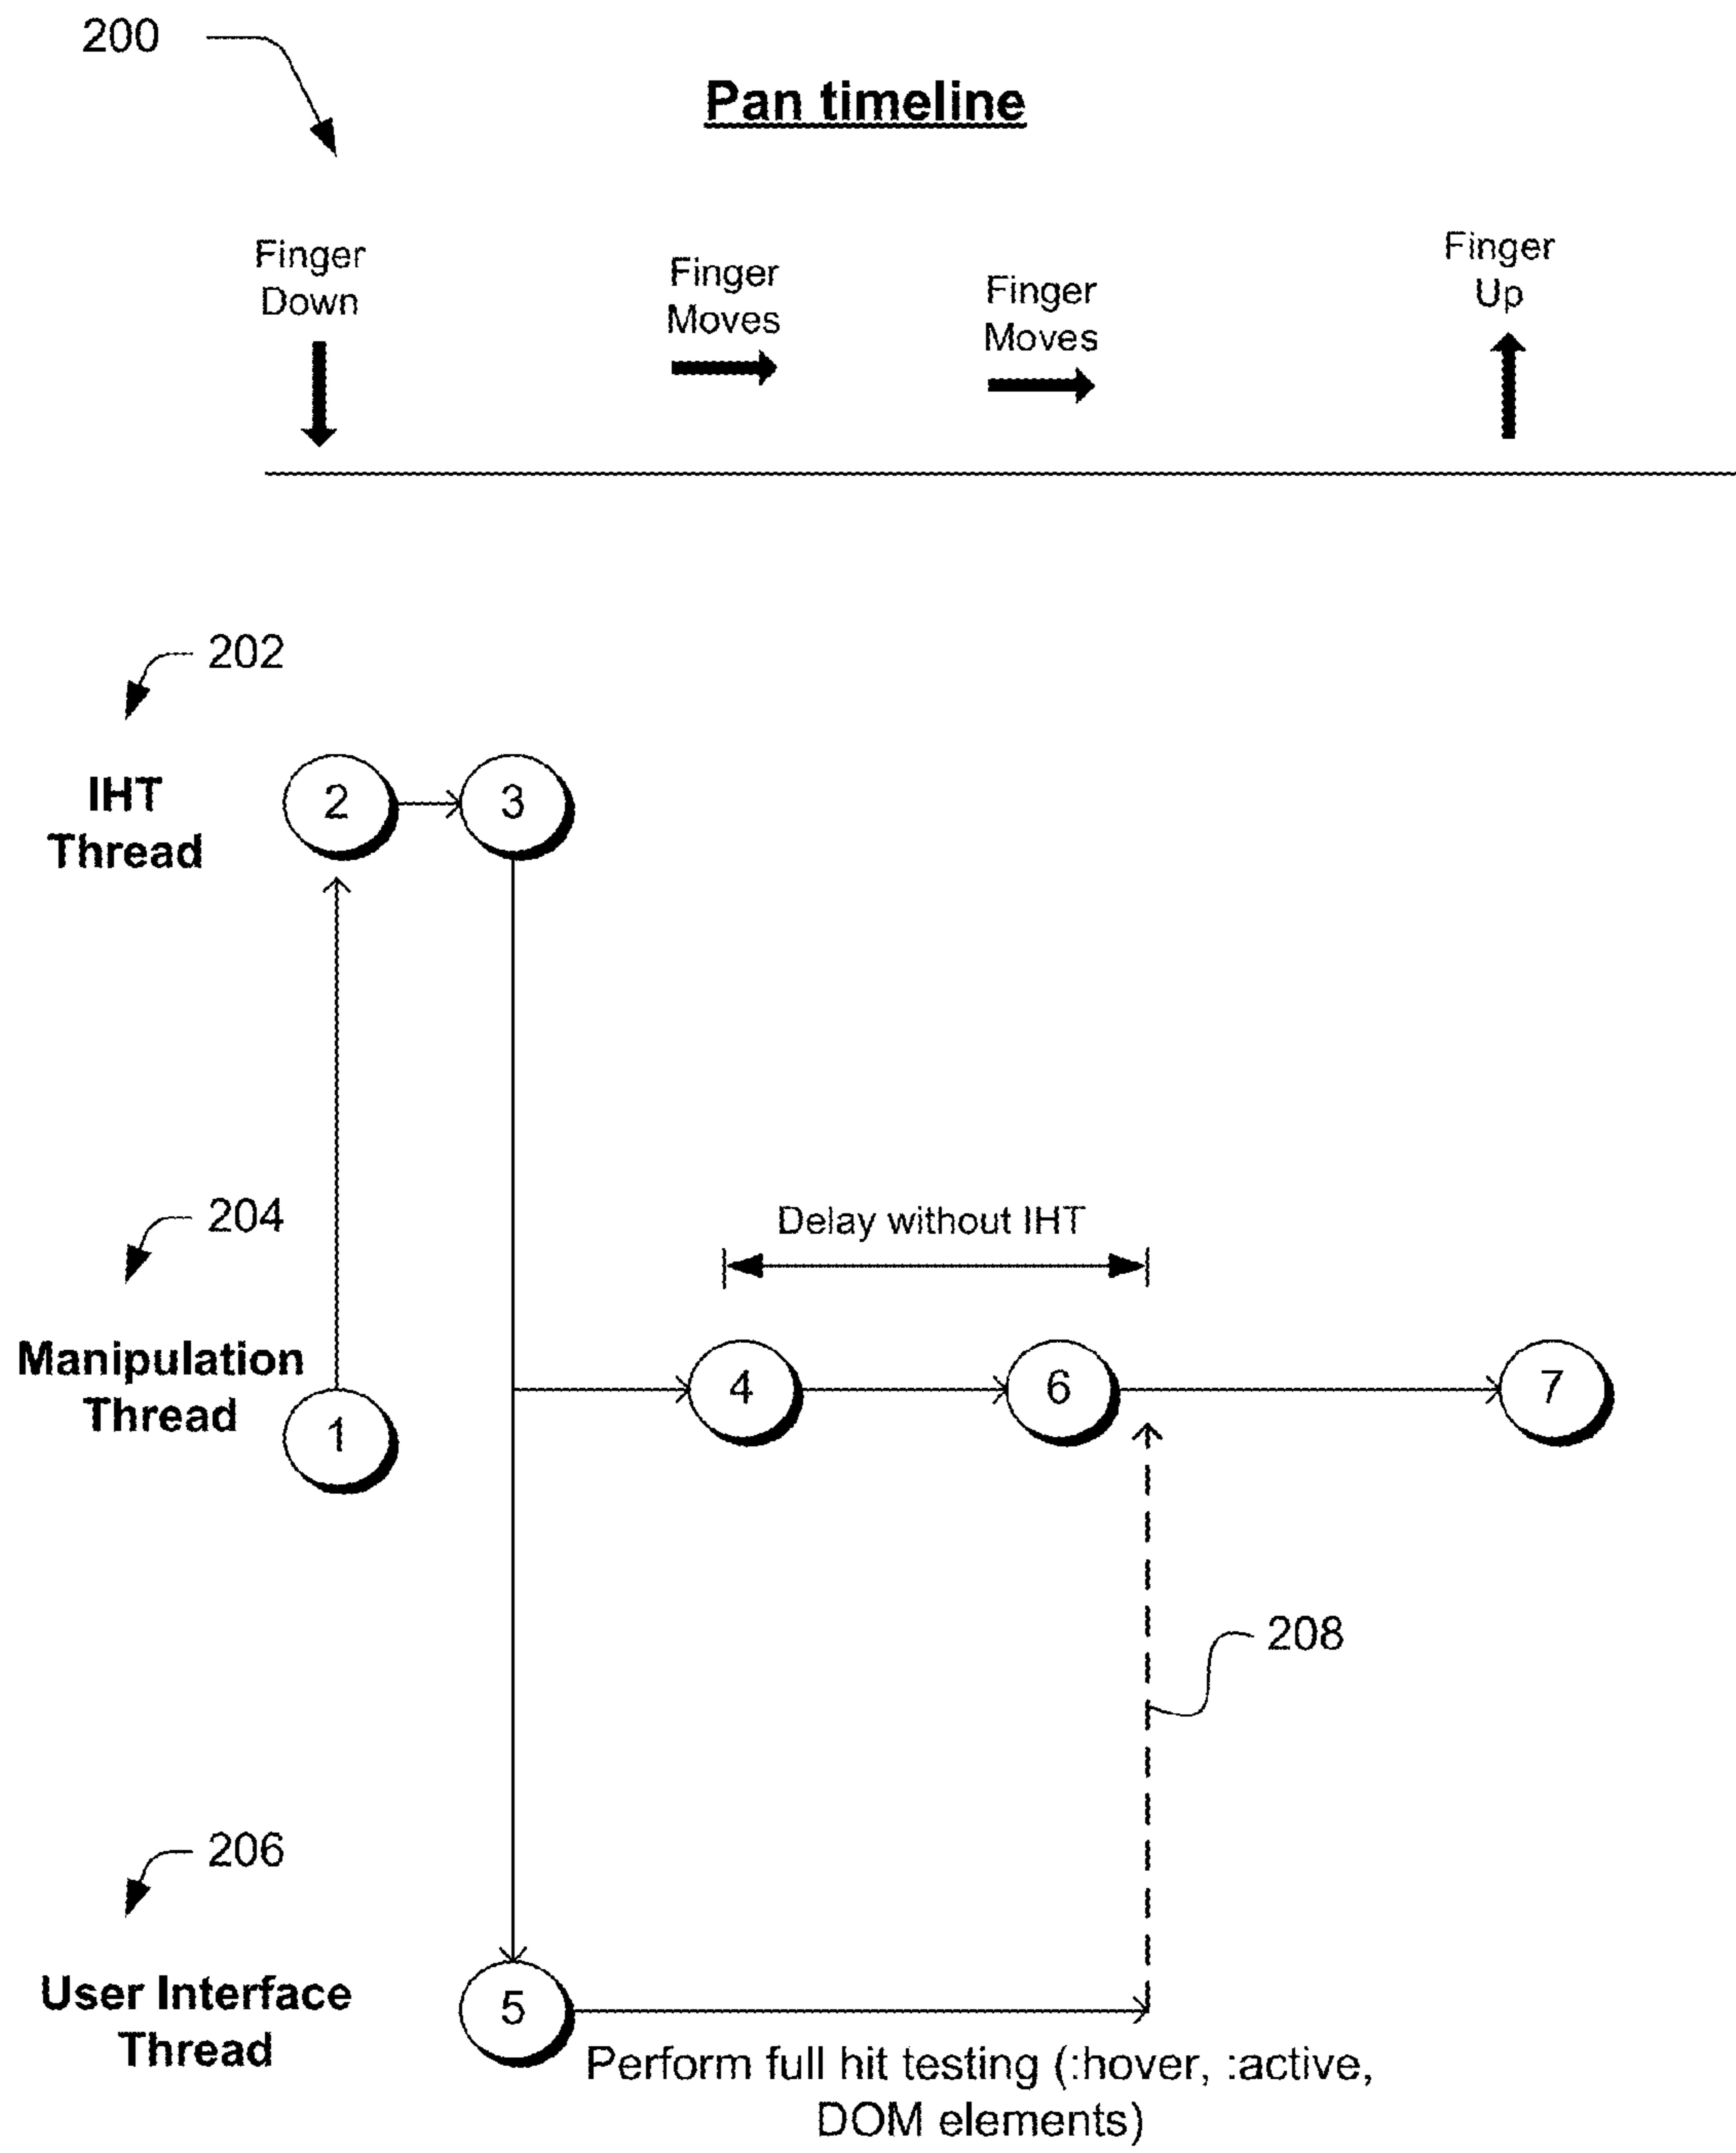 200
Pan timeline
Finger
Down
Finger
Moves
Finger
Moves
Finger
Up
202
IHT
Thread
2
3
204
Delay without IHT
Manipulation
Thread
1
4
6
7
208
206
User Interface
Thread
5
Perform full hit testing (:hover, :active,
DOM elements)